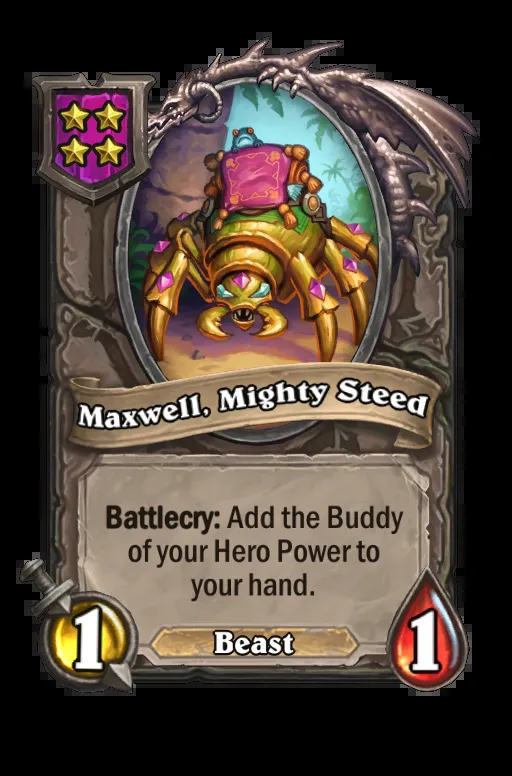 Maxwell, Mighty Steed
Battlecry: Add the Buddy
of your Hero Power to
your hand.
1
Beast
1